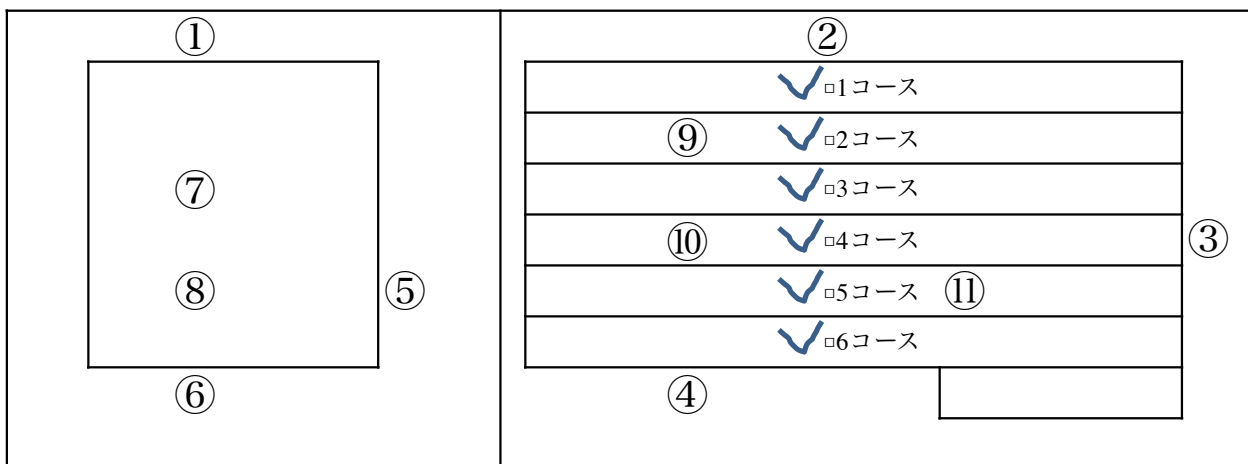 ① ②
□1コース
⑨ □2コース
⑦ □3コース
⑩ □4コース ③
⑧ ⑤ □5コース ⑪
□6コース
⑥ ④